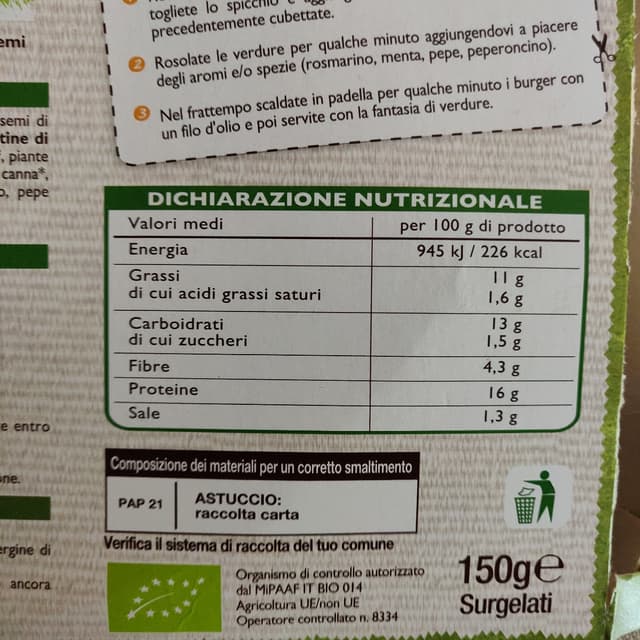 togliete lo spicchio
precedentemente cubettate.
2 Rosolate le verdure per qualche minuto aggiungendovi a piacere
degli aromi e/o spezie (rosmarino, menta, pepe, peperoncino).
3 Nel frattempo scaldate in padella per qualche minuto i burger con
un filo d'olio e poi servite con la fantasia di verdure.
emi
semi di
tine di
, piante
canna*,
o, pepe
e entro
one.
ergine di
ancora
DICHIARAZIONE NUTRIZIONALE
Valori medi per 100 g di prodotto
Energia 945 kJ / 226 kcal
Grassi 11 g
di cui acidi grassi saturi 1,6 g
Carboidrati 13 g
di cui zuccheri 1,5 g
Fibre 4,3 g
Proteine 16 g
Sale 1,3 g
Composizione dei materiali per un corretto smaltimento
PAP 21 ASTUCCIO:
raccolta carta
Verifica il sistema di raccolta del tuo comune
Organismo di controllo autorizzato
dal MiPAAF IT BIO 014
Agricoltura UE/non UE
Operatore controllato n. 8334
150g℮
Surgelati